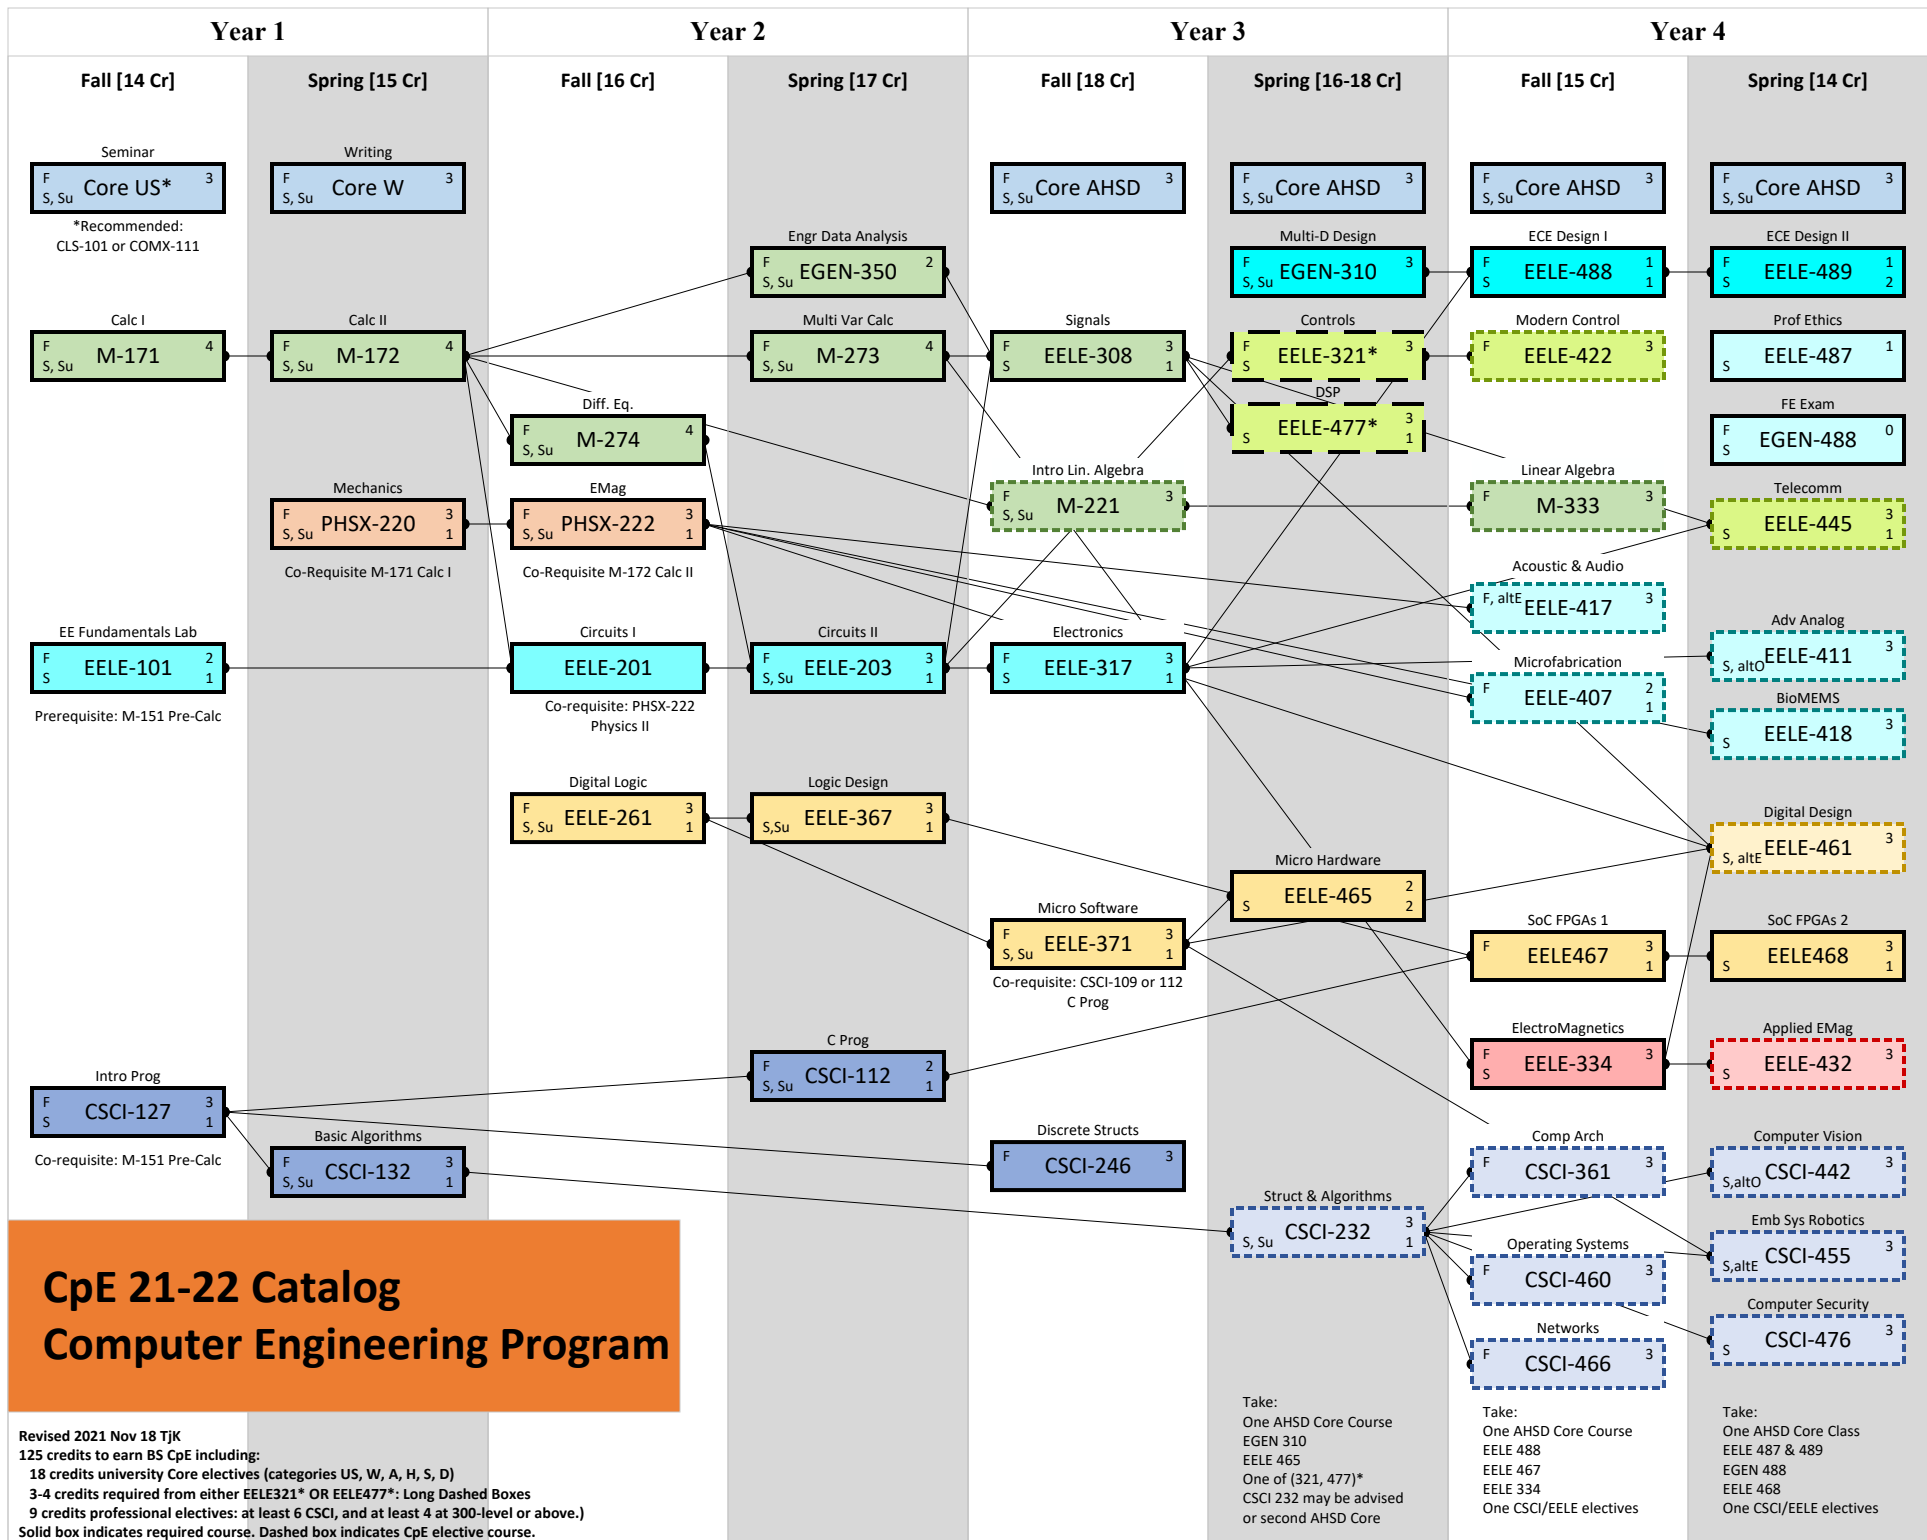 Year 1
Year 2
Year 3
Year 4
Fall [14 Cr]
Spring [15 Cr]
Fall [16 Cr]
Spring [17 Cr]
Fall [18 Cr]
Spring [16-18 Cr]
Fall [15 Cr]
Spring [14 Cr]
Seminar
F
S, Su
Core US*
3
*Recommended:
CLS-101 or COMX-111
Calc I
F
S, Su
M-171
4
EE Fundamentals Lab
F
S
EELE-101
2
1
Prerequisite: M-151 Pre-Calc
Intro Prog
F
S
CSCI-127
3
1
Co-requisite: M-151 Pre-Calc
Writing
F
S, Su
Core W
3
Calc II
F
S, Su
M-172
4
Mechanics
F
S, Su
PHSX-220
3
1
Co-Requisite M-171 Calc I
Basic Algorithms
F
S, Su
CSCI-132
3
1
Diff. Eq.
F
S, Su
M-274
4
EMag
F
S, Su
PHSX-222
3
1
Co-Requisite M-172 Calc II
Circuits I
EELE-201
Co-requisite: PHSX-222
Physics II
Digital Logic
F
S, Su
EELE-261
3
1
Engr Data Analysis
F
S, Su
EGEN-350
2
Multi Var Calc
F
S, Su
M-273
4
Circuits II
F
S, Su
EELE-203
3
1
Logic Design
S,Su
EELE-367
3
1
C Prog
F
S, Su
CSCI-112
2
1
F
S, Su
Core AHSD
3
Signals
F
S
EELE-308
3
1
Intro Lin. Algebra
F
S, Su
M-221
3
Electronics
F
S
EELE-317
3
1
Micro Software
F
S, Su
EELE-371
3
1
Co-requisite: CSCI-109 or 112
C Prog
Discrete Structs
F
CSCI-246
3
F
S, Su
Core AHSD
3
Multi-D Design
F
S, Su
EGEN-310
3
Controls
F
S
EELE-321*
3
DSP
S
EELE-477*
3
1
Micro Hardware
S
EELE-465
2
2
Struct & Algorithms
S, Su
CSCI-232
3
1
Take:
One AHSD Core Course
EGEN 310
EELE 465
One of (321, 477)*
CSCI 232 may be advised
or second AHSD Core
F
S, Su
Core AHSD
3
ECE Design I
F
S
EELE-488
1
1
Modern Control
F
EELE-422
3
Linear Algebra
F
M-333
3
Acoustic & Audio
F, altE
EELE-417
3
Microfabrication
F
EELE-407
2
1
SoC FPGAs 1
F
EELE467
3
1
ElectroMagnetics
F
S
EELE-334
3
Comp Arch
F
CSCI-361
3
Operating Systems
F
CSCI-460
3
Networks
F
CSCI-466
3
Take:
One AHSD Core Course
EELE 488
EELE 467
EELE 334
One CSCI/EELE electives
F
S, Su
Core AHSD
3
ECE Design II
F
S
EELE-489
1
2
Prof Ethics
S
EELE-487
1
FE Exam
F
S
EGEN-488
0
Telecomm
S
EELE-445
3
1
Adv Analog
S, altO
EELE-411
3
BioMEMS
S
EELE-418
3
Digital Design
S, altE
EELE-461
3
SoC FPGAs 2
S
EELE468
3
1
Applied EMag
S
EELE-432
3
Computer Vision
S,altO
CSCI-442
3
Emb Sys Robotics
S,altE
CSCI-455
3
Computer Security
S
CSCI-476
3
Take:
One AHSD Core Class
EELE 487 & 489
EGEN 488
EELE 468
One CSCI/EELE electives
CpE 21-22 Catalog
Computer Engineering Program
Revised 2021 Nov 18 TjK
125 credits to earn BS CpE including:
18 credits university Core electives (categories US, W, A, H, S, D)
3-4 credits required from either EELE321* OR EELE477*: Long Dashed Boxes
9 credits professional electives: at least 6 CSCI, and at least 4 at 300-level or above.)
Solid box indicates required course. Dashed box indicates CpE elective course.